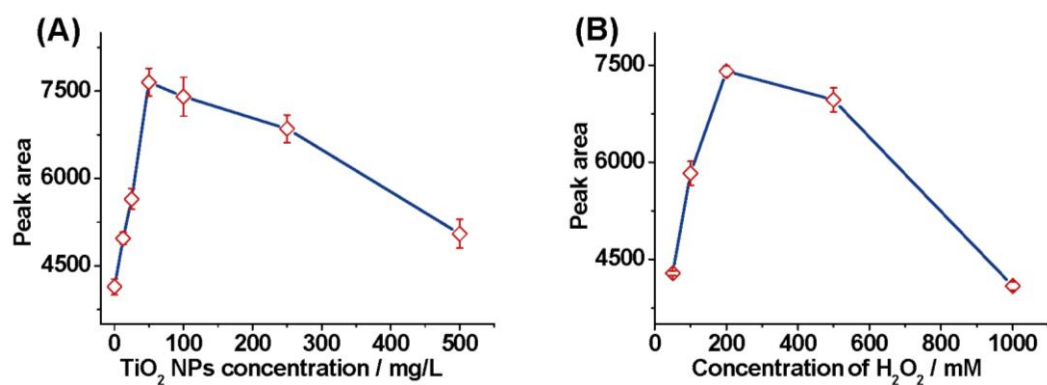 (A)
Peak area
7500
6000
4500
0 100 200 300 400 500
TiO₂ NPs concentration / mg/L
(B)
Peak area
7500
6000
4500
0 200 400 600 800 1000
Concentration of H₂O₂ / mM